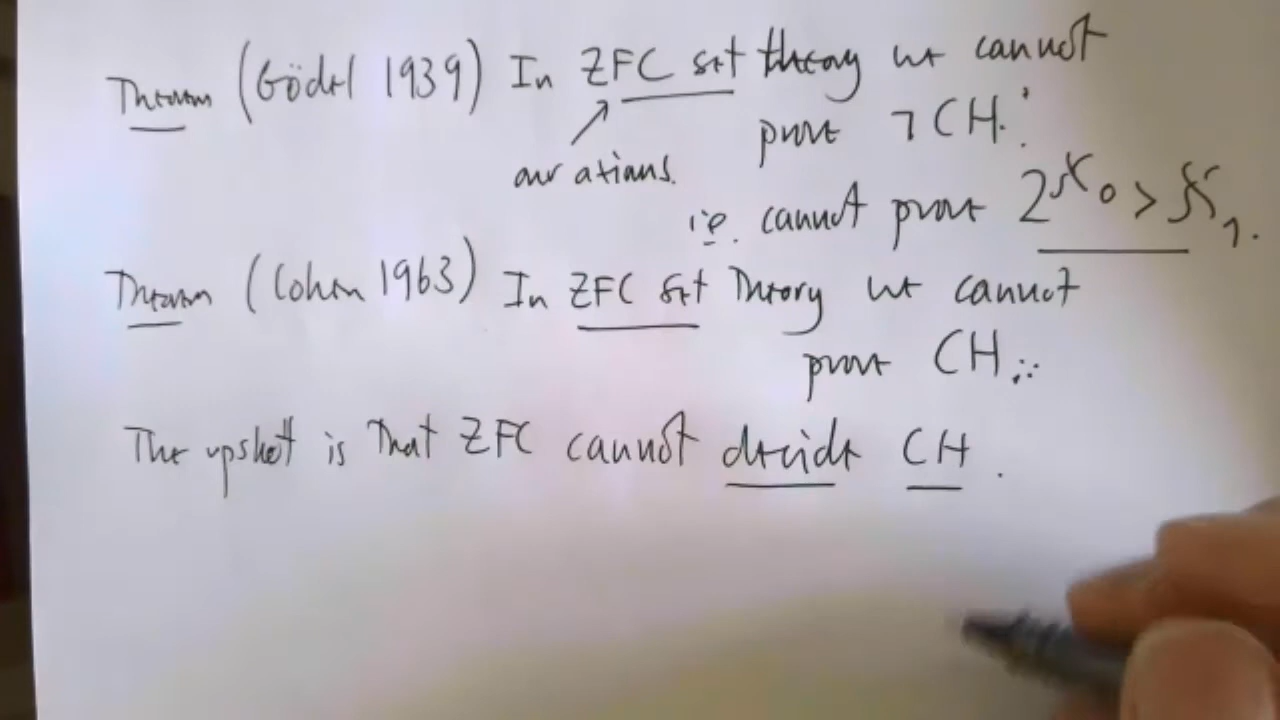 Theorem (Gödel 1939) In ZFC set theory we cannot
prove ¬CH.
our axioms.
i.e. cannot prove 2^ℵ₀ > ℵ₁.
Theorem (Cohen 1963) In ZFC set Theory we cannot
prove CH
The upshot is that ZFC cannot decide CH.